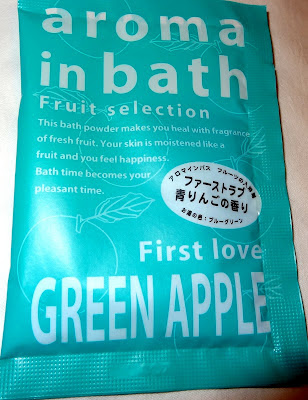 aroma
in bath
Fruit selection
This bath powder makes you heal with fragrance
of fresh fruit. Your skin is moistened like a
fruit and you feel happiness.
Bath time becomes your
pleasant time.
アロマインバス フルーツの入浴料
ファーストラブ
青りんごの香り
お湯の色:ブルーグリーン
First love
GREEN APPLE